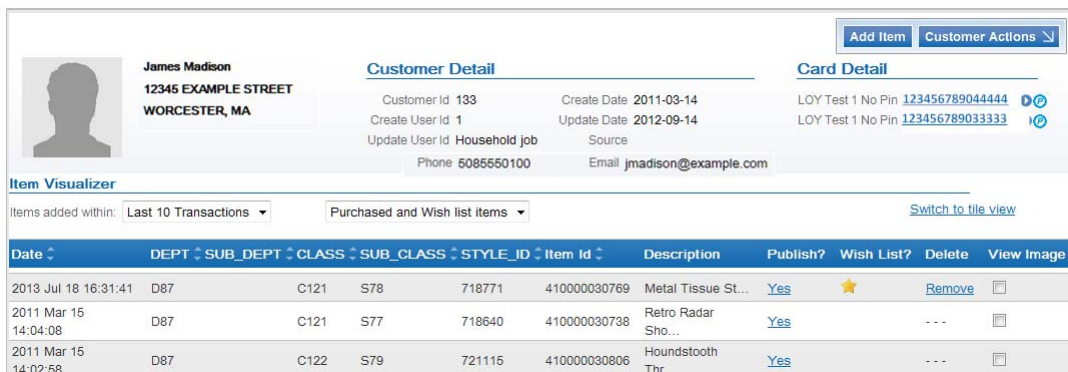 Add Item Customer Actions
James Madison
12345 EXAMPLE STREET
WORCESTER, MA
Customer Detail
Customer Id 133 Create Date 2011-03-14
Create User Id 1 Update Date 2012-09-14
Update User Id Household job Source
Phone 5085550100 Email jmadison@example.com
Card Detail
LOY Test 1 No Pin 123456789044444 P
LOY Test 1 No Pin 123456789033333 P
Item Visualizer
Items added within: Last 10 Transactions Purchased and Wish list items Switch to tile view
Date DEPT SUB_DEPT CLASS SUB_CLASS STYLE_ID Item Id Description Publish? Wish List? Delete View Image
2013 Jul 18 16:31:41 D87 C121 S78 718771 410000030769 Metal Tissue St... Yes Remove
2011 Mar 15
14:04:08 D87 C121 S77 718640 410000030738 Retro Radar
Sho... Yes - - -
2011 Mar 15
14:02:58 D87 C122 S79 721115 410000030806 Houndstooth
Thr Yes - - -